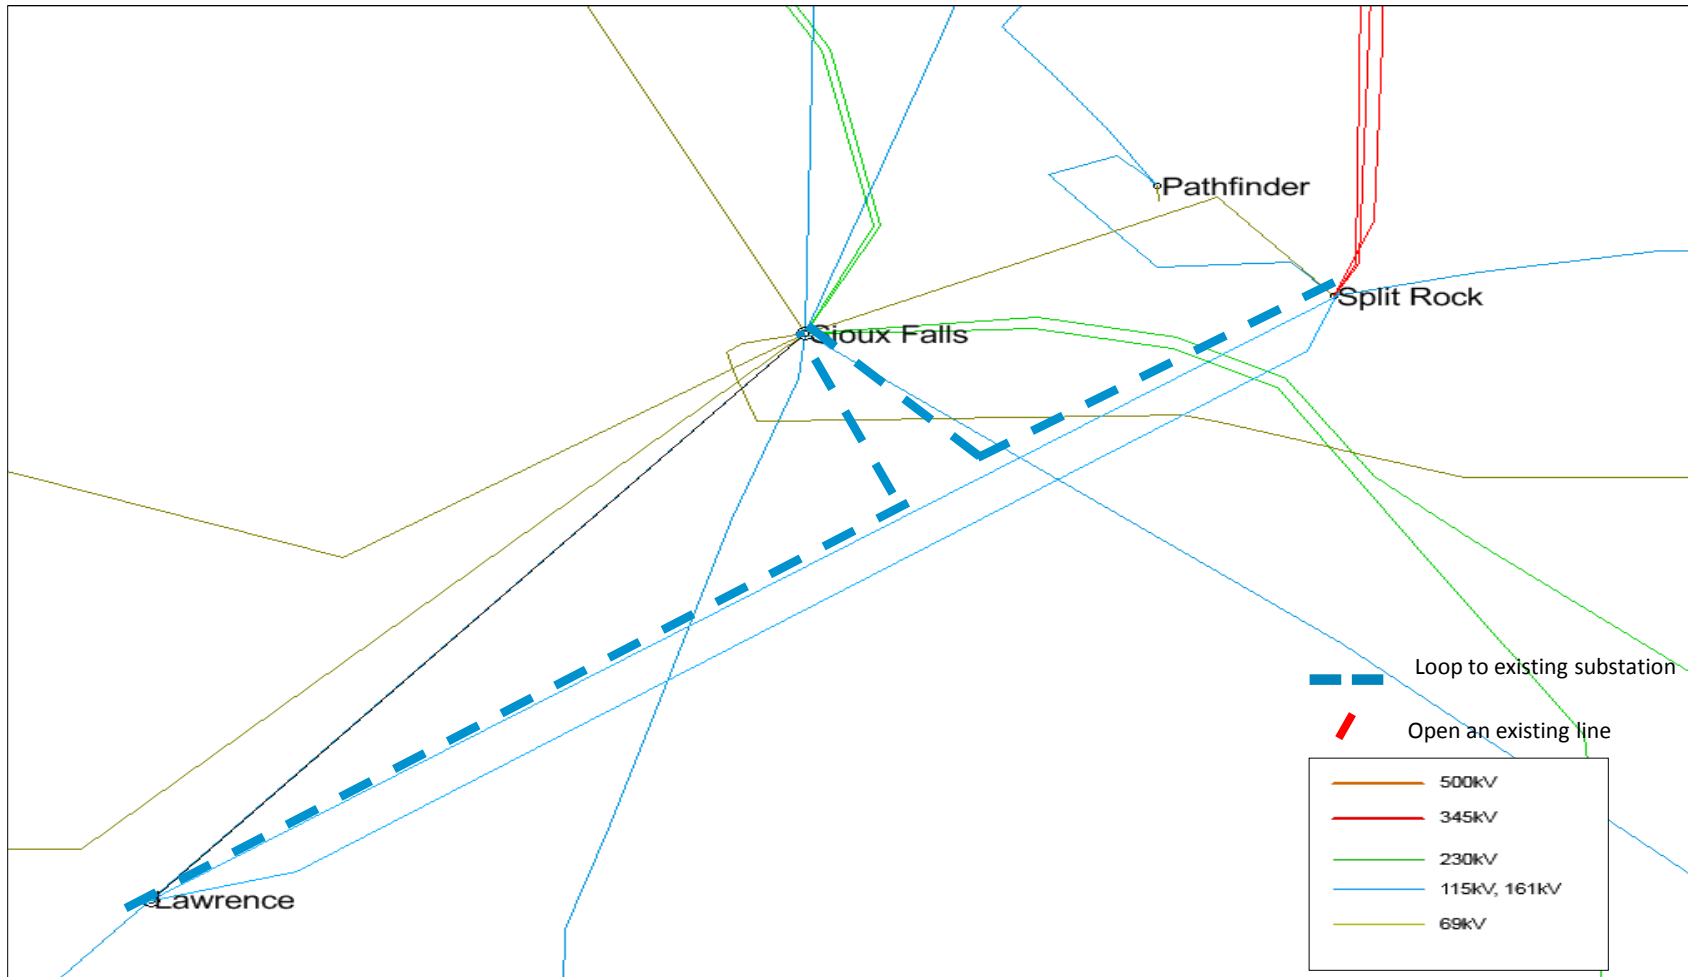 Pathfinder
Split Rock
Sioux Falls
Loop to existing substation
Open an existing line
500kV
345kV
230kV
115kV, 161kV
Lawrence
69kV